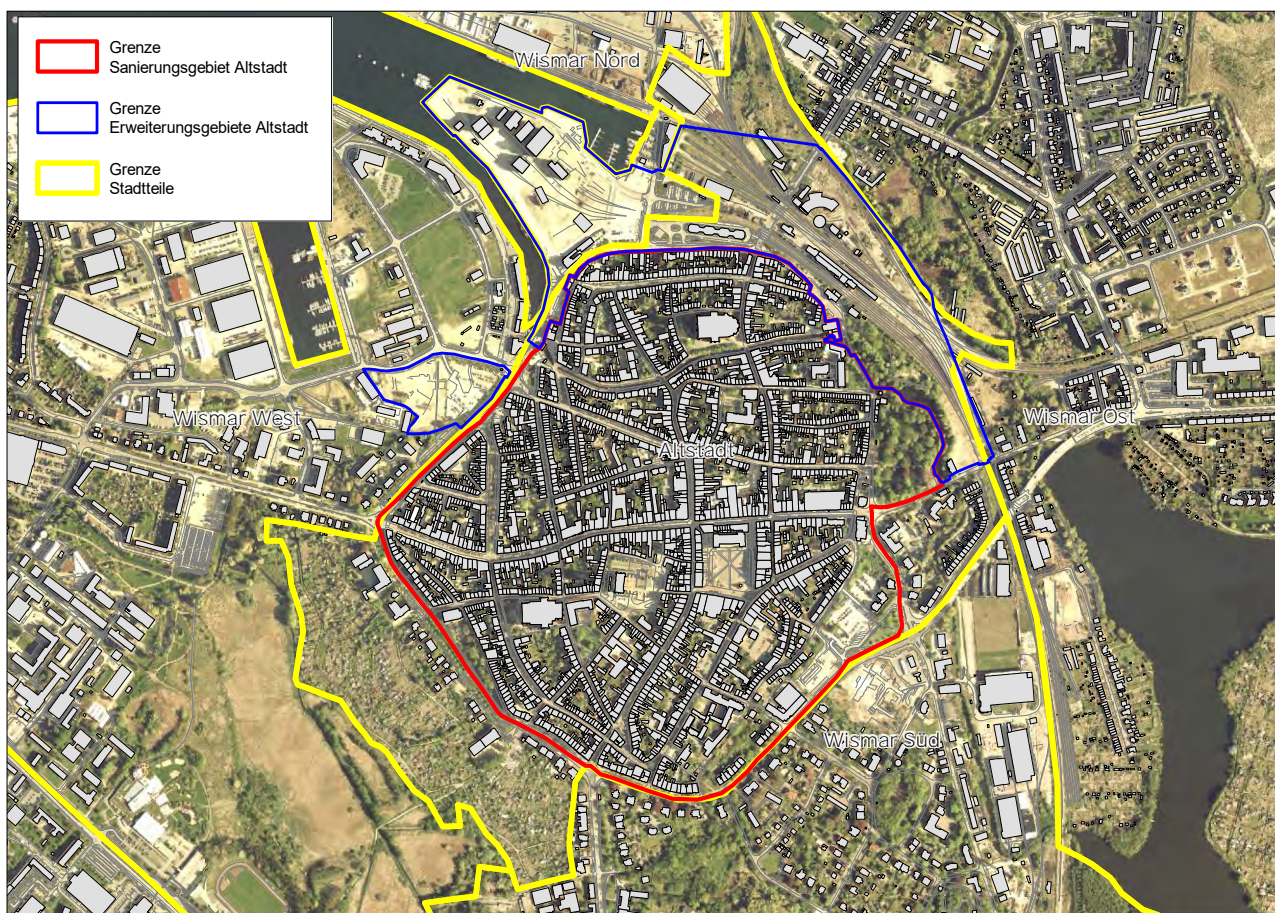 Grenze
Sanierungsgebiet Altstadt
Grenze
Erweiterungsgebiete Altstadt
Grenze
Stadtteile
Wismar Nord
Wismar West
Altstadt
Wismar Ost
Wismar Süd